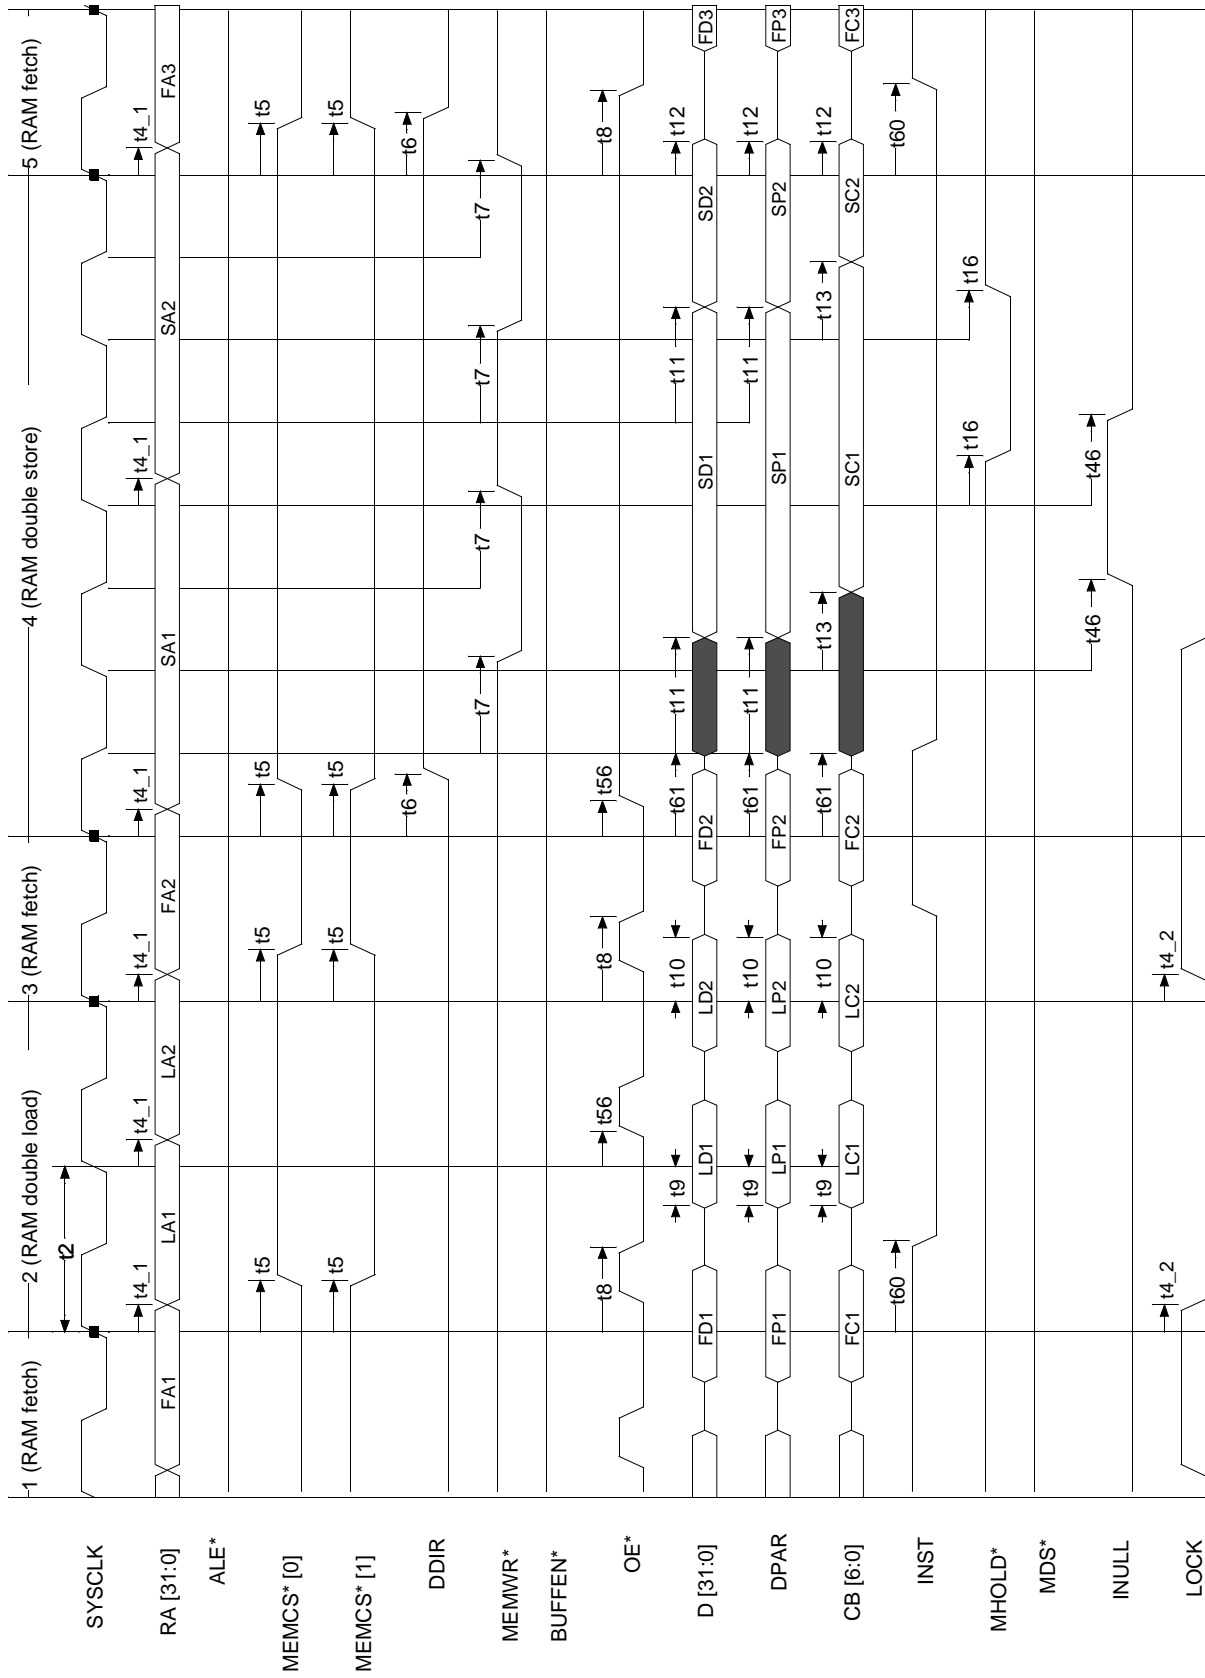 1 (RAM fetch) 2 (RAM double load) 3 (RAM fetch) 4 (RAM double store) 5 (RAM fetch)
SYSCLK
t2
RA [31:0] FA1 LA1 LA2 FA2 SA1 SA2 FA3
t4_1 t4_1 t4_1 t4_1 t4_1 t4_1
ALE*
MEMCS* [0] t5 t5 t5 t5
MEMCS* [1] t5 t5 t5 t5
DDIR t6 t6
MEMWR* t7 t7 t7 t7
BUFFEN*
OE* t8 t56 t8 t56 t8
D [31:0] FD1 LD1 LD2 FD2 SD1 SD2 FD3
t9 t10 t61 t11 t11 t12
DPAR FP1 LP1 LP2 FP2 SP1 SP2 FP3
t9 t10 t61 t11 t11 t12
CB [6:0] FC1 LC1 LC2 FC2 SC1 SC2 FC3
t9 t10 t61 t13 t13 t12
INST t60 t60
MHOLD* t16 t16
MDS*
INULL t46 t46
LOCK t4_2 t4_2